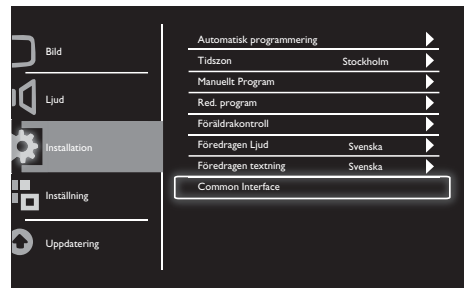 Bild
Ljud
Installation
Inställning
Uppdatering
Automatisk programmering
Tidszon Stockholm
Manuellt Program
Red. program
Föräldrakontroll
Föredragen Ljud Svenska
Föredragen textning Svenska
Common Interface